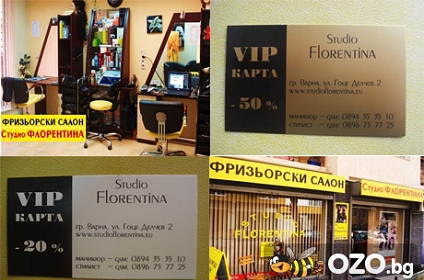 ФРИЗЬОРСКИ САЛОН
Студио ФЛОРЕНТИНА
VIP
КАРТА
- 50 %
Studio
FLORENTINA
гр. Варна, ул. Гоце Делчев 2
www.studioflorentina.eu
маникюр – gsm: 0894 35 35 10
стилист – gsm: 0896 75 77 25
VIP
КАРТА
- 20 %
Studio
FLORENTINA
гр. Варна, ул. Гоце Делчев 2
www.studioflorentina.eu
маникюр – gsm: 0894 35 35 10
стилист – gsm: 0896 75 77 25
ФРИЗЬОРСКИ САЛОН
Студио ФЛОРЕНТИНА
OZO.бг